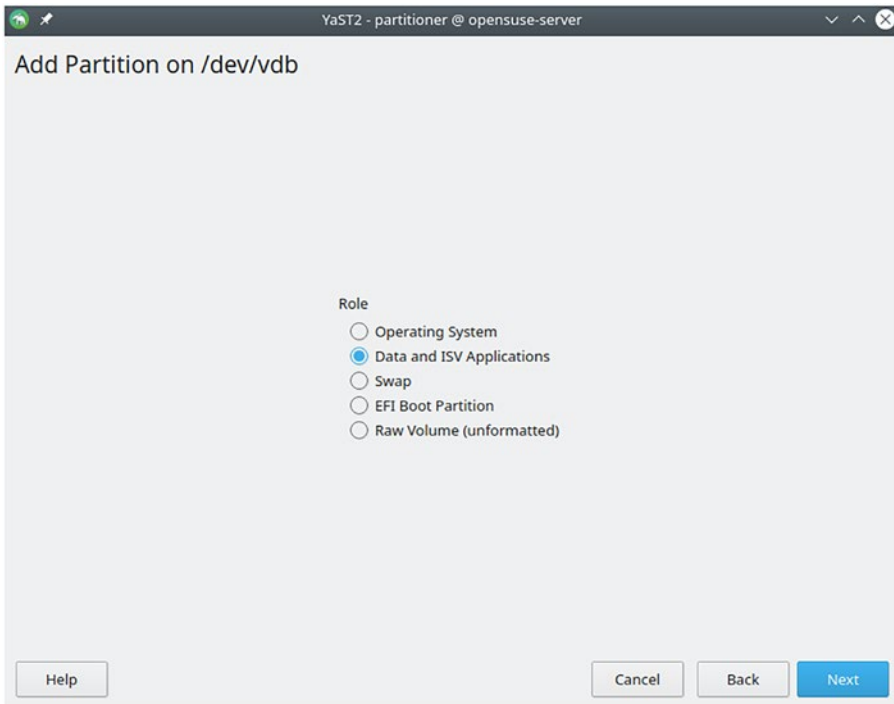 YaST2 - partitioner @ opensuse-server
Add Partition on /dev/vdb
Role
Operating System
Data and ISV Applications
Swap
EFI Boot Partition
Raw Volume (unformatted)
Help Cancel Back Next